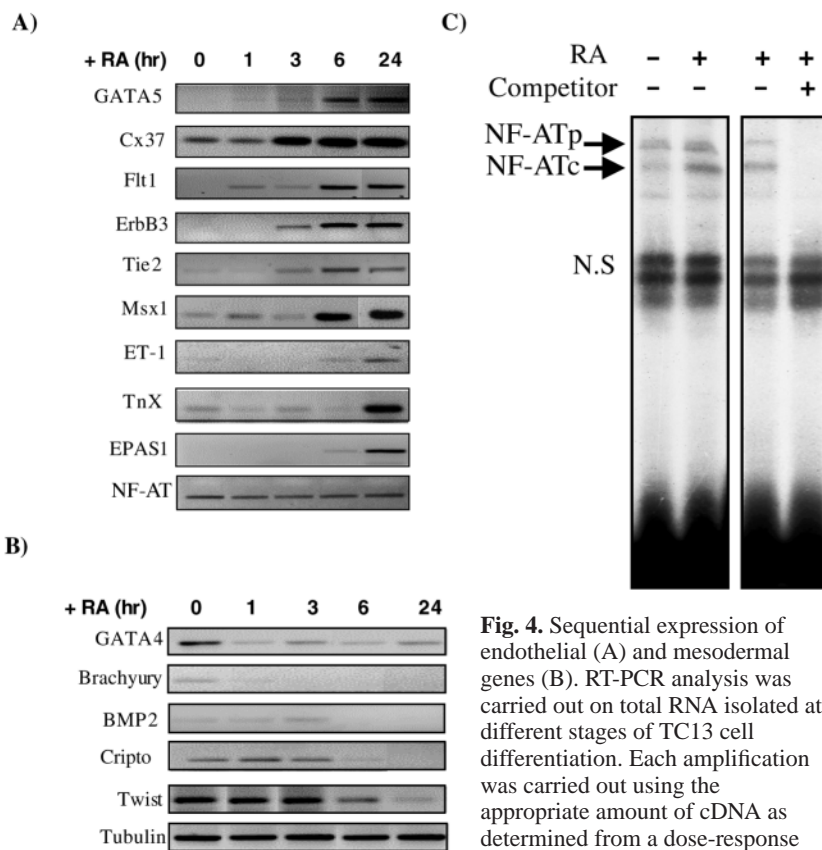 A)
+ RA (hr) 0 1 3 6 24
GATA5
Cx37
Flt1
ErbB3
Tie2
Msx1
ET-1
TnX
EPAS1
NF-AT
B)
+ RA (hr) 0 1 3 6 24
GATA4
Brachyury
BMP2
Cripto
Twist
Tubulin
C)
RA - + + +
Competitor - - - +
NF-ATp
NF-ATc
N.S
Fig. 4. Sequential expression of
endothelial (A) and mesodermal
genes (B). RT-PCR analysis was
carried out on total RNA isolated at
different stages of TC13 cell
differentiation. Each amplification
was carried out using the
appropriate amount of cDNA as
determined from a dose-response